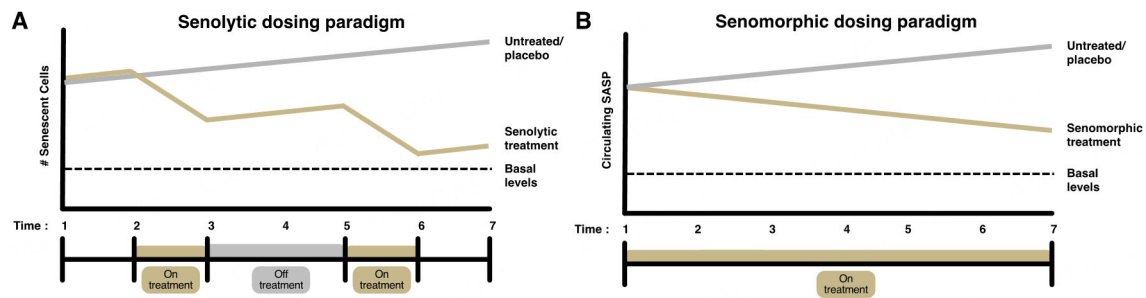 A
Senolytic dosing paradigm
# Senescent Cells
Untreated/
placebo
Senolytic
treatment
Basal
levels
Time : 1 2 3 4 5 6 7
On
treatment
Off
treatment
On
treatment
B
Senomorphic dosing paradigm
Circulating SASP
Untreated/
placebo
Senomorphic
treatment
Basal
levels
Time : 1 2 3 4 5 6 7
On
treatment